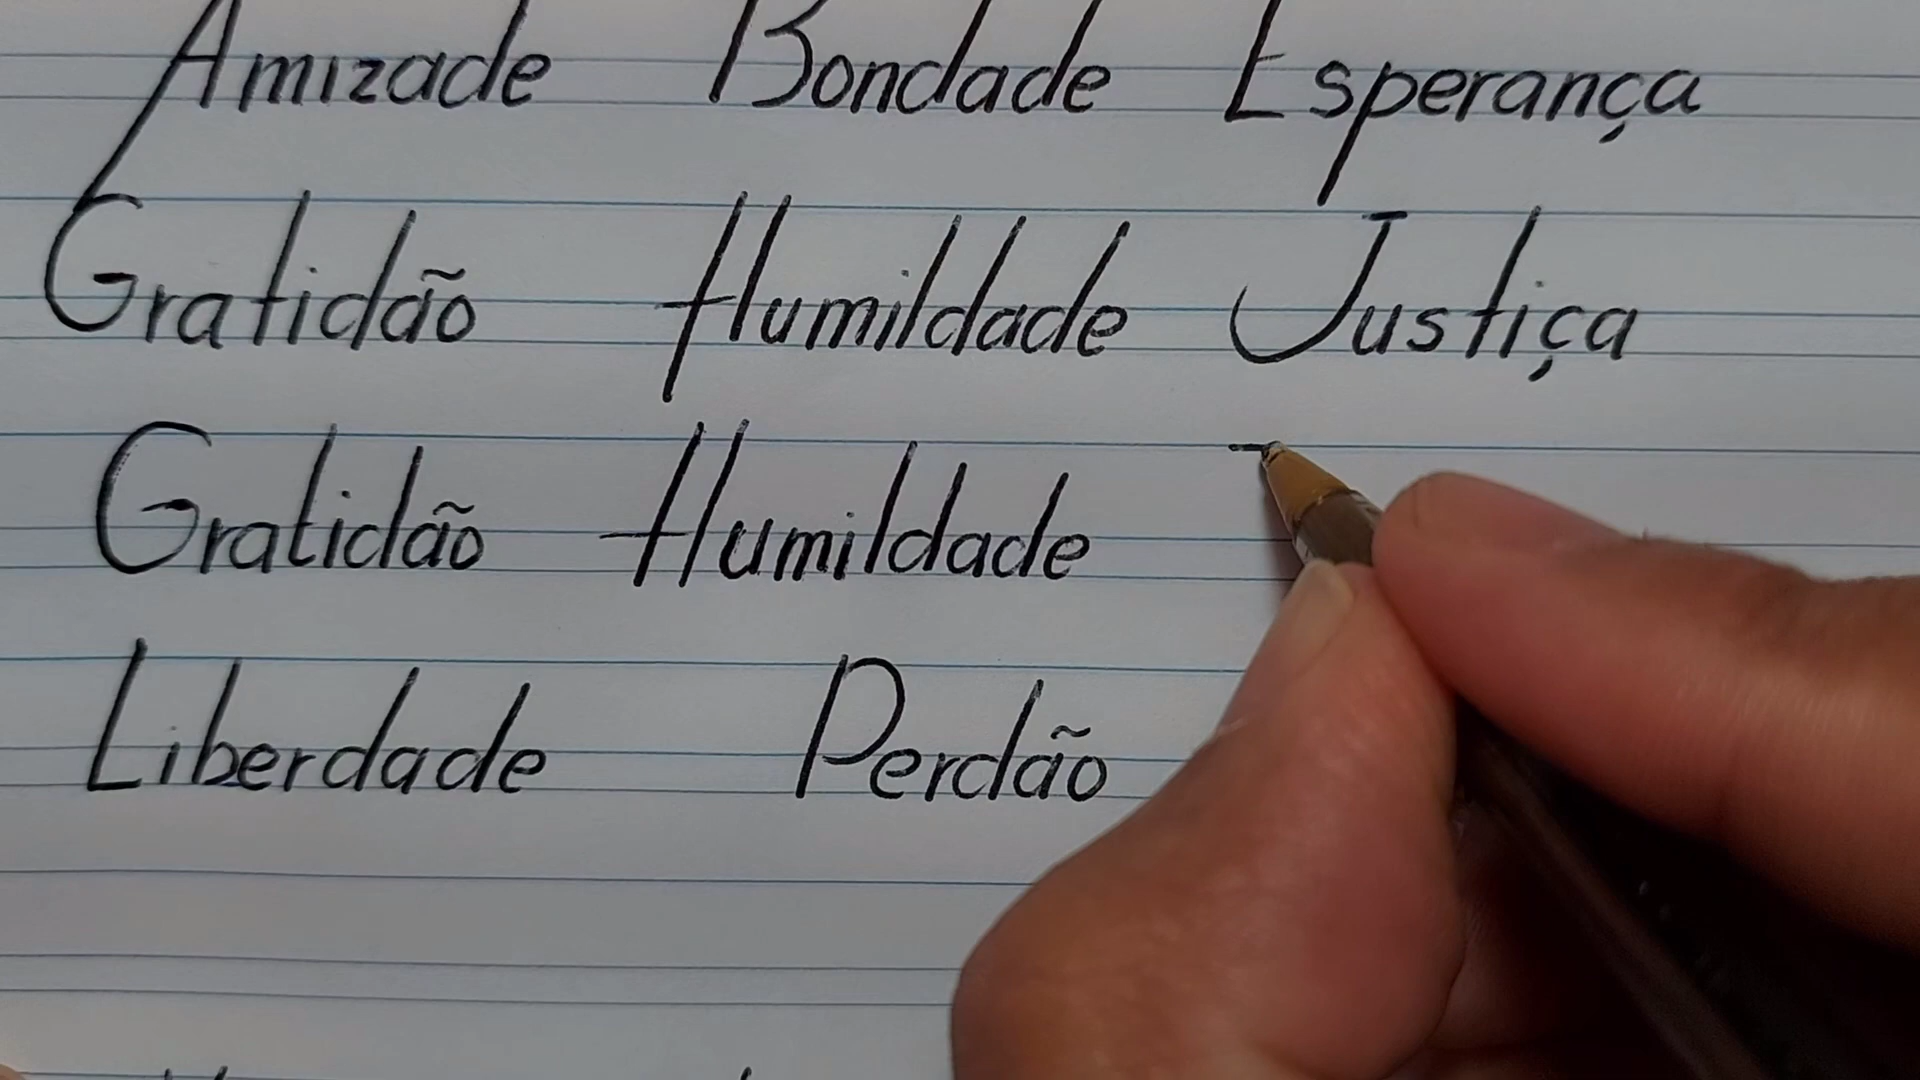 Amizade Bondade Esperança
Gratidão Humildade Justiça
Gratidão Humildade
Liberdade Perdão